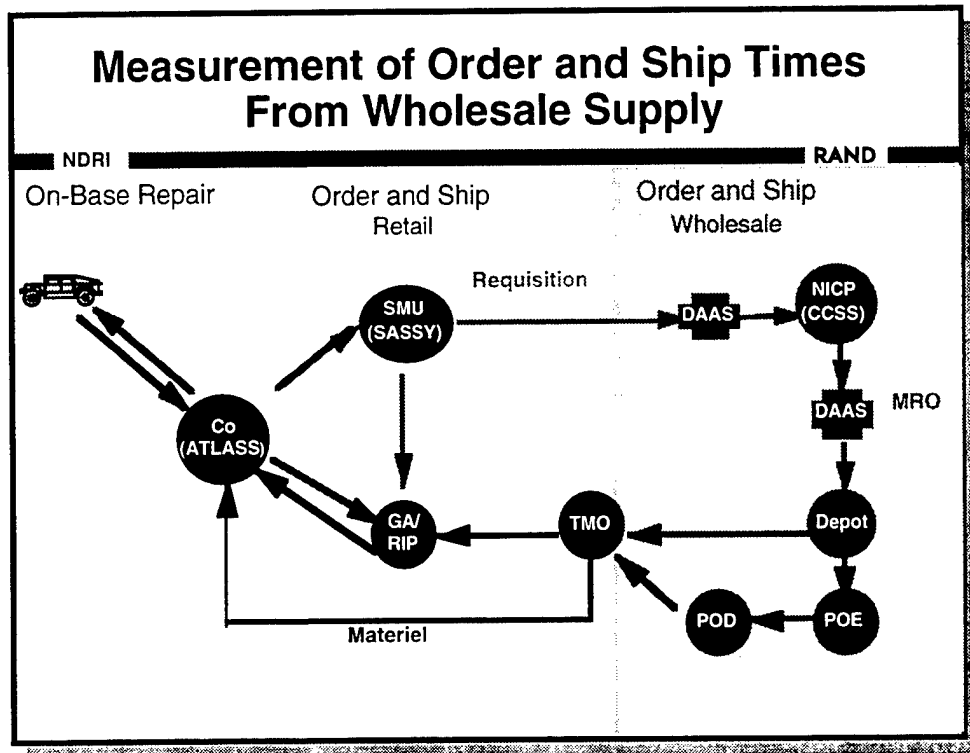 Measurement of Order and Ship Times
From Wholesale Supply
NDRI
RAND
On-Base Repair
Order and Ship
Retail
Order and Ship
Wholesale
Requisition
SMU
(SASSY)
DAAS
NICP
(CCSS)
DAAS
MRO
Co
(ATLASS)
GA/
RIP
TMO
Depot
POD
POE
Materiel